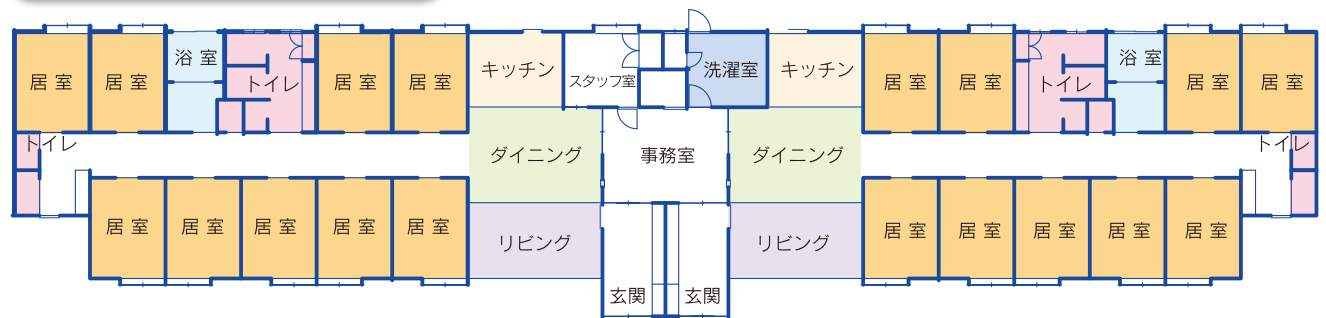 居室
居室
浴室
トイレ
居室
居室
キッチン
スタッフ室
洗濯室
キッチン
居室
居室
トイレ
浴室
居室
居室
トイレ
ダイニング
事務室
ダイニング
トイレ
居室
居室
居室
居室
居室
リビング
リビング
居室
居室
居室
居室
居室
玄関
玄関